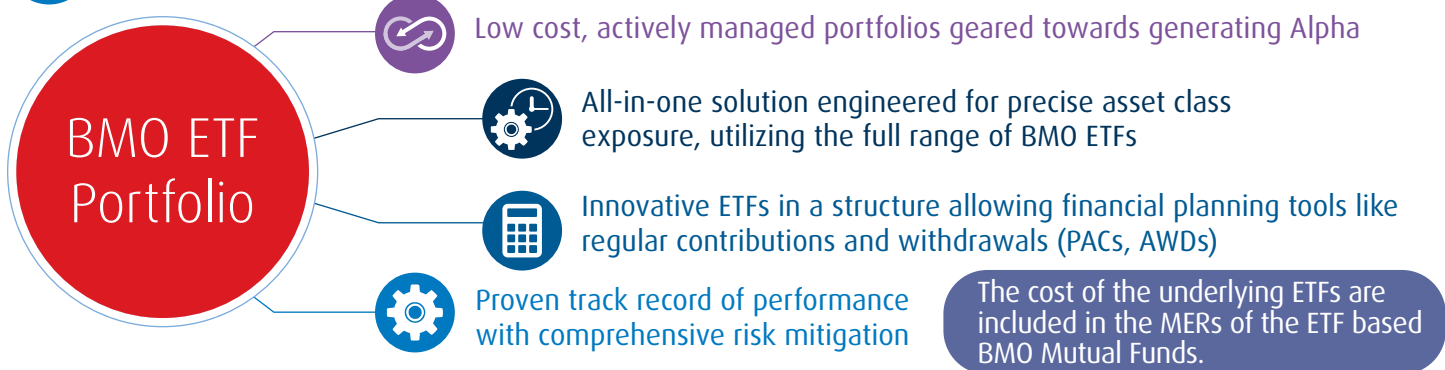 BMO ETF
Portfolio
Low cost, actively managed portfolios geared towards generating Alpha
All-in-one solution engineered for precise asset class
exposure, utilizing the full range of BMO ETFs
Innovative ETFs in a structure allowing financial planning tools like
regular contributions and withdrawals (PACs, AWDs)
Proven track record of performance
with comprehensive risk mitigation
The cost of the underlying ETFs are
included in the MERs of the ETF based
BMO Mutual Funds.